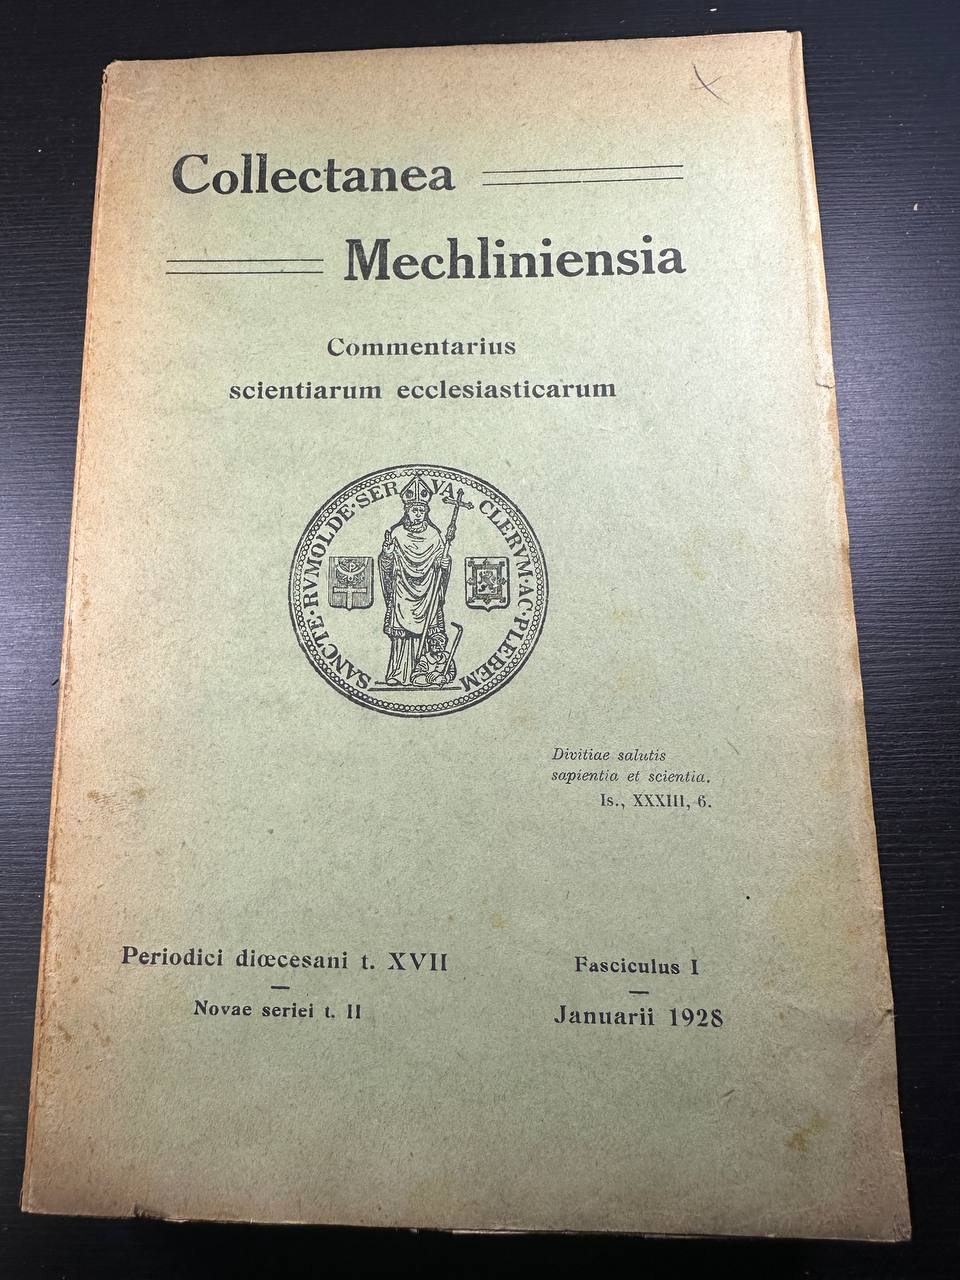 Collectanea
Mechliniensia
Commentarius
scientiarum ecclesiasticarum
SANCTE·RVMOLDE·SERVA CLERVM·AC·PLEBEM
Divitiae salutis
sapientia et scientia.
Is., XXXIII, 6.
Periodici diœcesani t. XVII
Novae seriei t. II
Fasciculus I
Januarii 1928